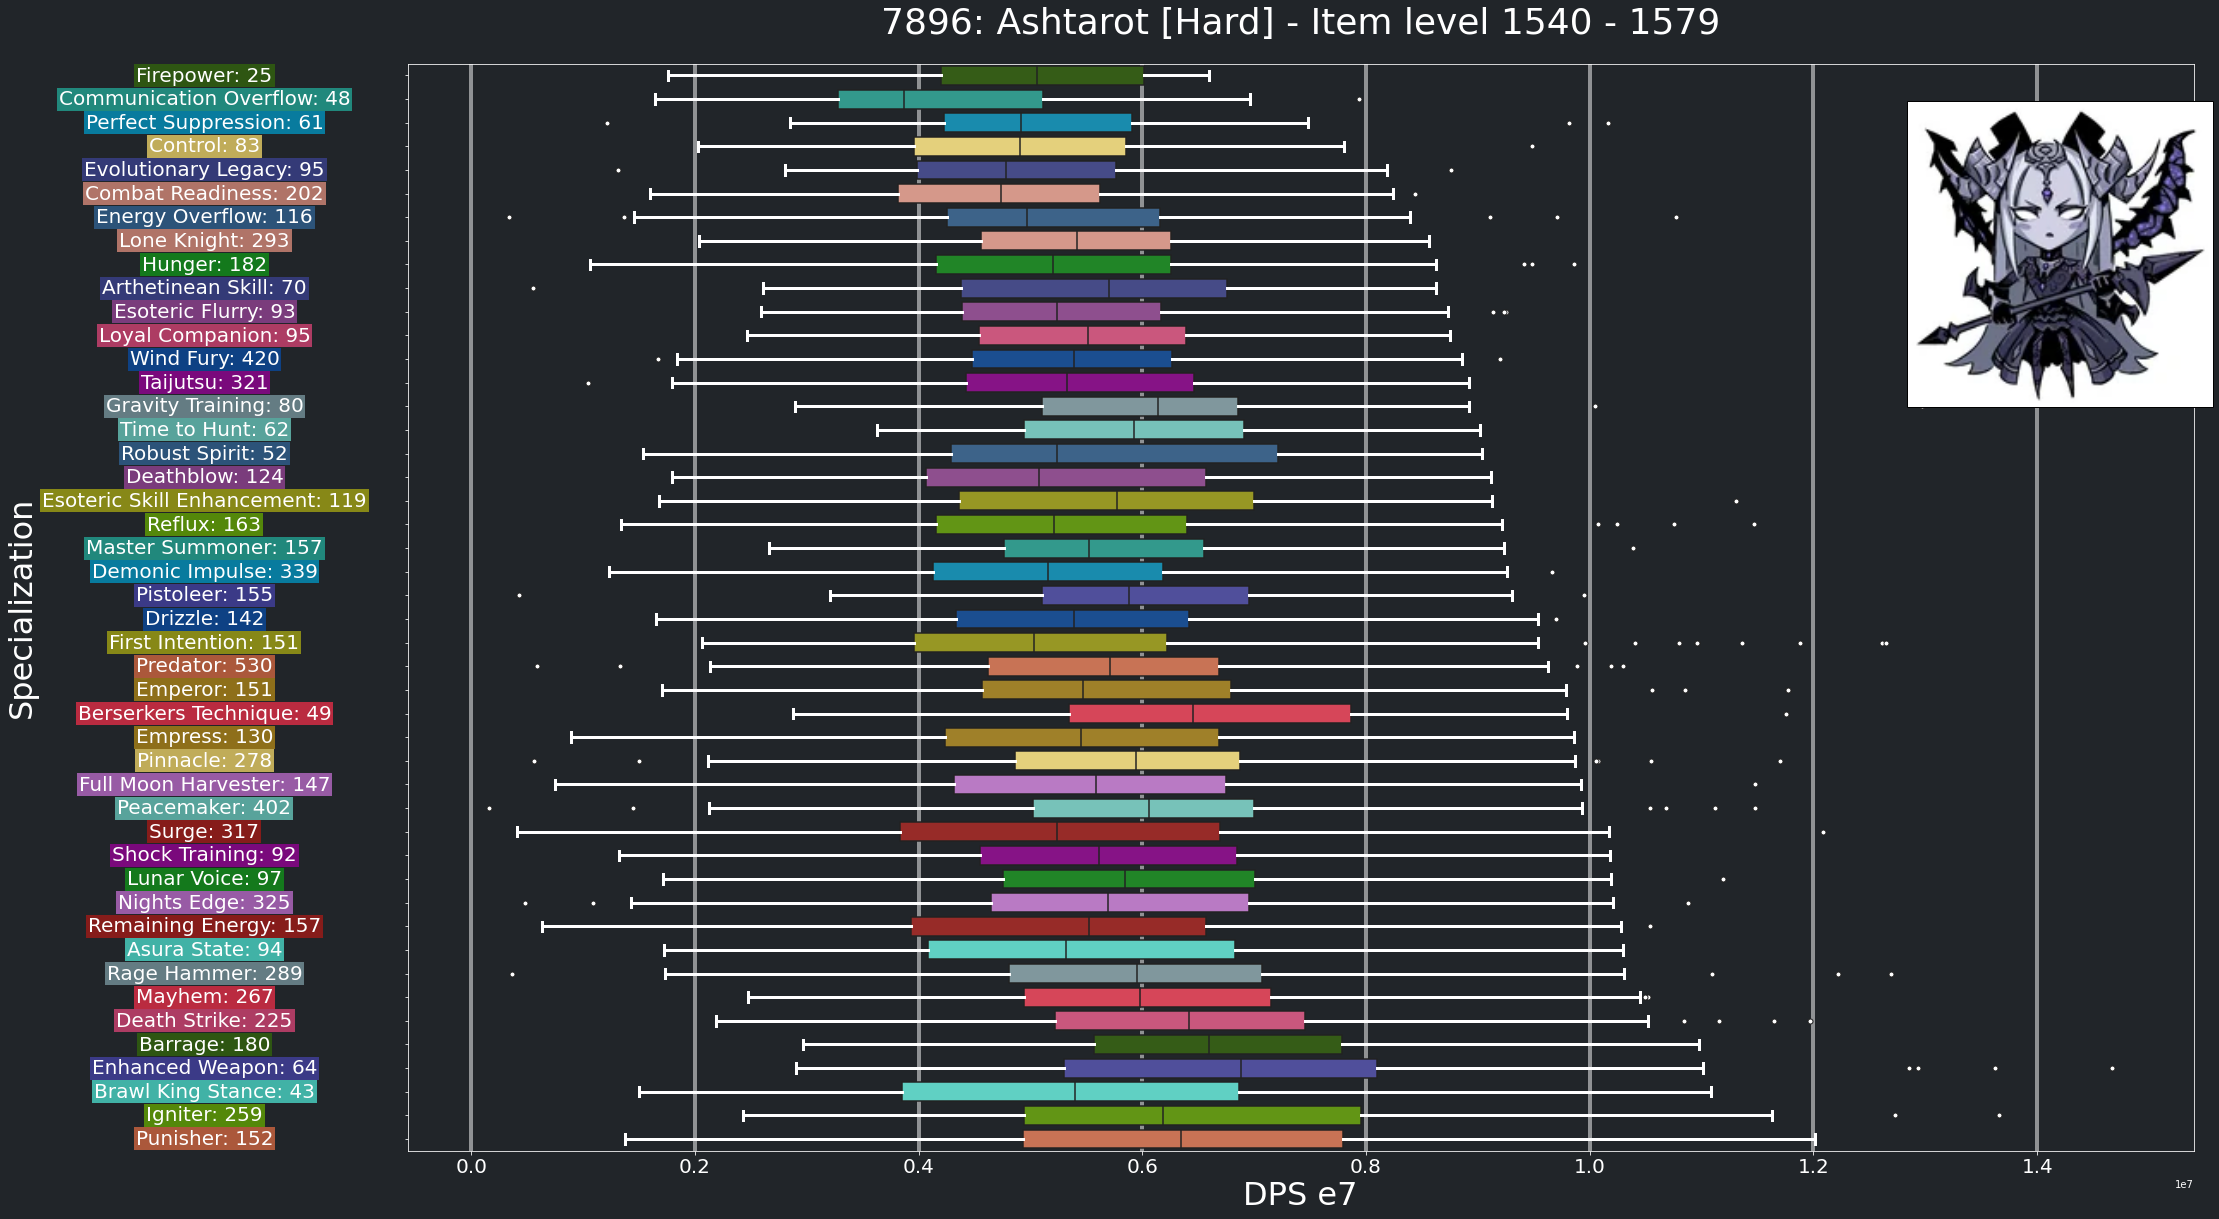 7896: Ashtarot [Hard] - Item level 1540 - 1579
Specialization
Firepower: 25
Communication Overflow: 48
Perfect Suppression: 61
Control: 83
Evolutionary Legacy: 95
Combat Readiness: 202
Energy Overflow: 116
Lone Knight: 293
Hunger: 182
Arthetinean Skill: 70
Esoteric Flurry: 93
Loyal Companion: 95
Wind Fury: 420
Taijutsu: 321
Gravity Training: 80
Time to Hunt: 62
Robust Spirit: 52
Deathblow: 124
Esoteric Skill Enhancement: 119
Reflux: 163
Master Summoner: 157
Demonic Impulse: 339
Pistoleer: 155
Drizzle: 142
First Intention: 151
Predator: 530
Emperor: 151
Berserkers Technique: 49
Empress: 130
Pinnacle: 278
Full Moon Harvester: 147
Peacemaker: 402
Surge: 317
Shock Training: 92
Lunar Voice: 97
Nights Edge: 325
Remaining Energy: 157
Asura State: 94
Rage Hammer: 289
Mayhem: 267
Death Strike: 225
Barrage: 180
Enhanced Weapon: 64
Brawl King Stance: 43
Igniter: 259
Punisher: 152
0.0 0.2 0.4 0.6 0.8 1.0 1.2 1.4
1e7
DPS e7